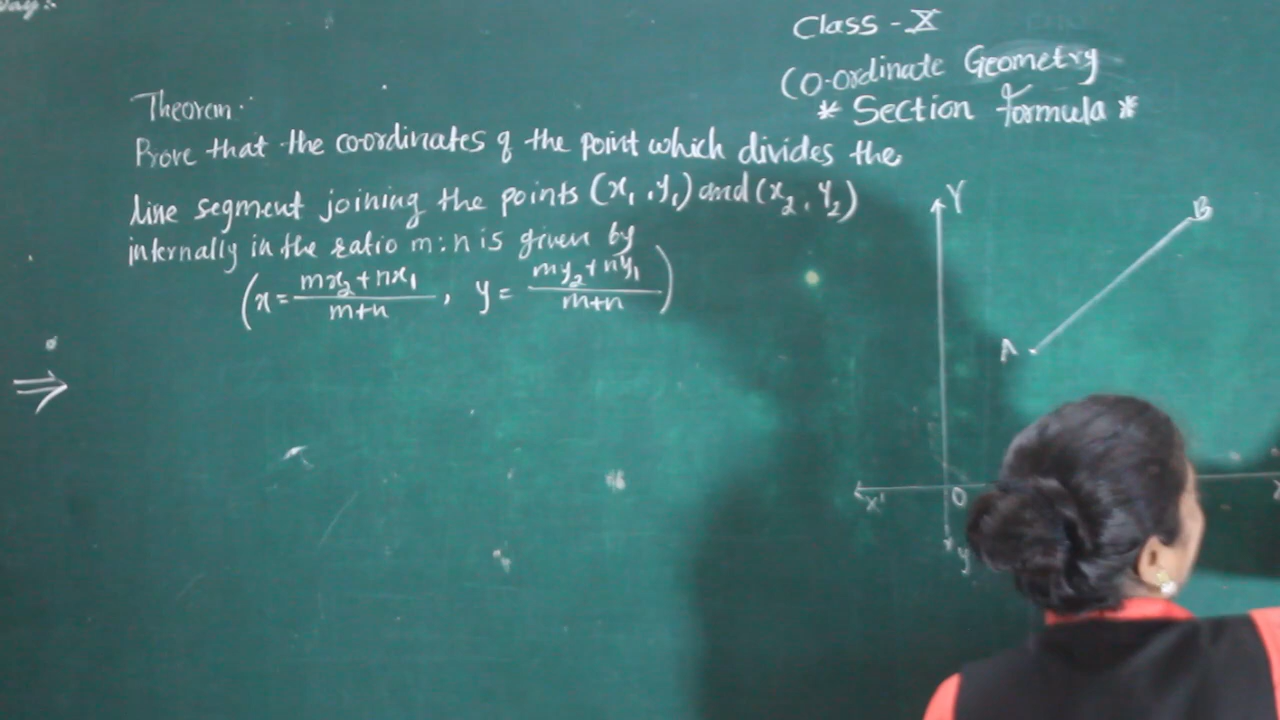 Day:
Class - X
Co-ordinate Geometry
* Section formula *
Theorem.
Prove that the coordinates of the point which divides the
line segment joining the points (x₁, y₁) and (x₂, y₂)
internally in the ratio m:n is given by
(x = (mx₂ + nx₁)/(m+n), y = (my₂ + ny₁)/(m+n))
⇒
Y
B
A
X'
O
X
y'